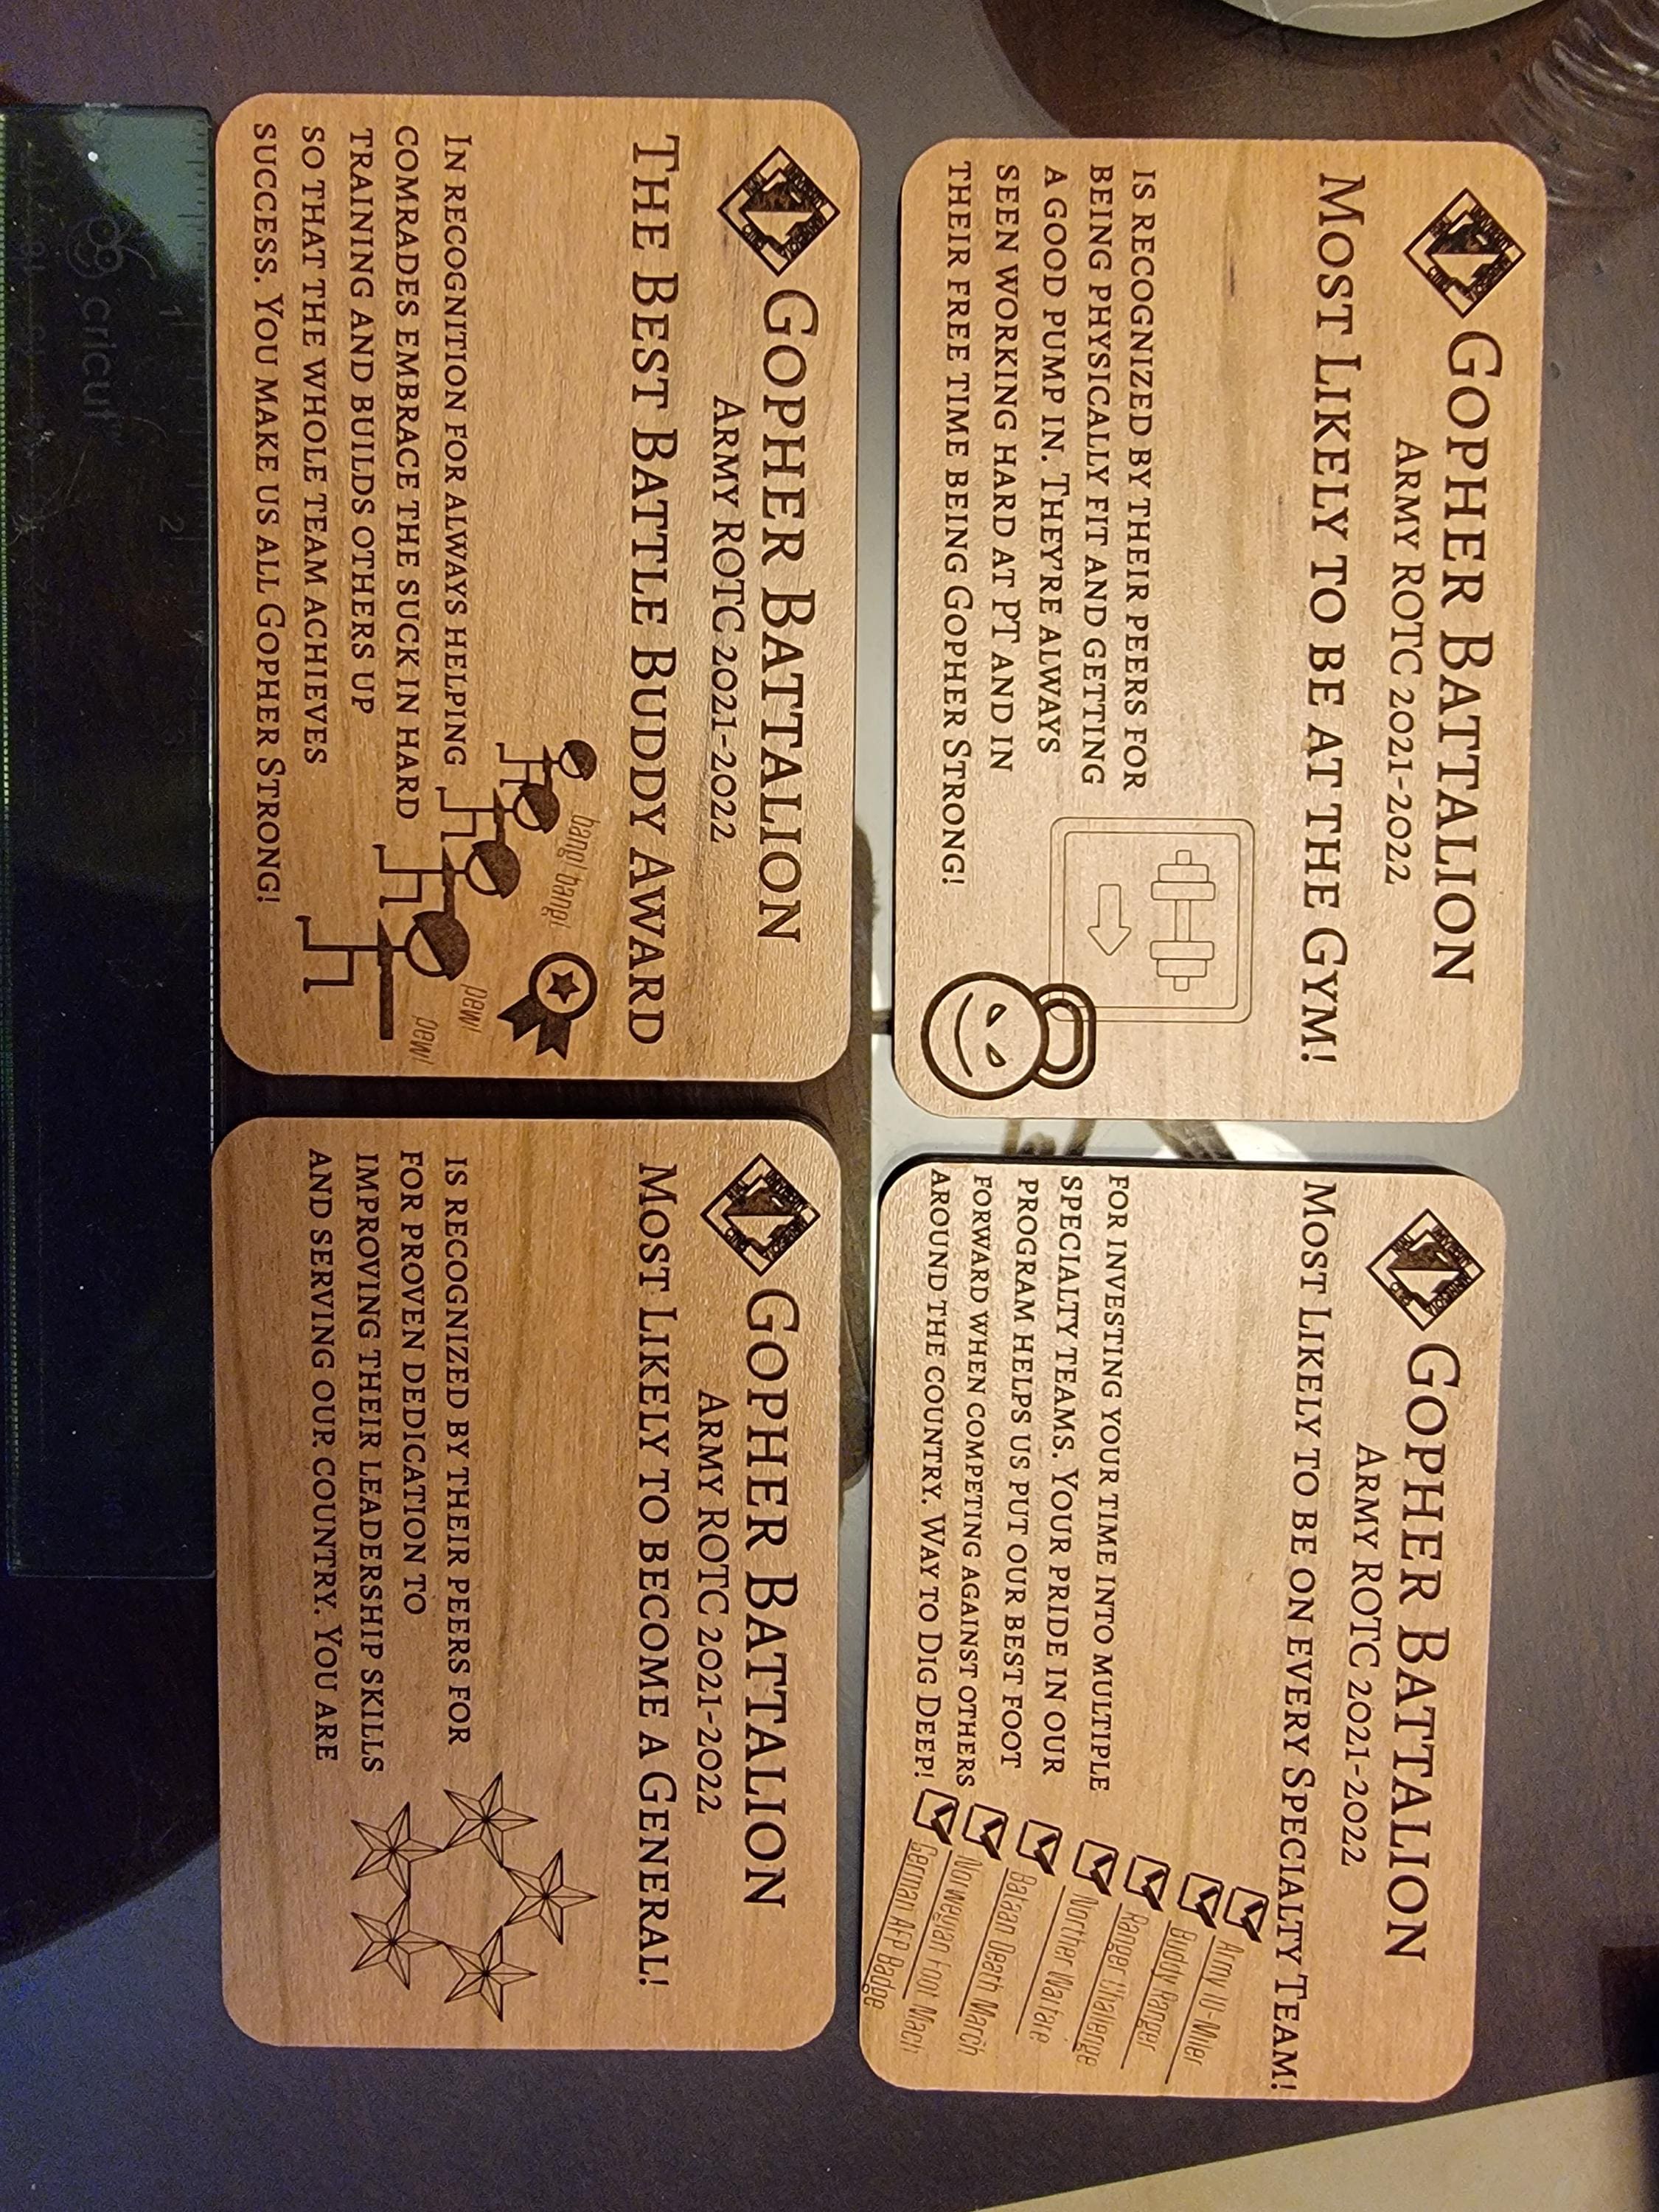 Gopher Battalion
Army ROTC 2021-2022
Most Likely to be at the Gym!
is recognized by their peers for
being physically fit and getting
a good pump in. They're always
seen working hard at PT and in
their free time being Gopher Strong!
Gopher Battalion
Army ROTC 2021-2022
Most Likely to be on every Specialty Team!
for investing your time into multiple
specialty teams. Your pride in our
program helps us put our best foot
forward when competing against others
around the country. Way to Dig Deep!
Army 10-Miler
Buddy Ranger
Ranger Challenge
Norther Warfare
Bataan Death March
Norwegian Foot Mach
German AFP Badge
Gopher Battalion
Army ROTC 2021-2022
The Best Battle Buddy Award
In recognition for always helping
comrades embrace the suck in hard
training and builds others up
so that the whole team achieves
success. You make us all Gopher Strong!
bang! bang!
pew!
pew!
Gopher Battalion
Army ROTC 2021-2022
Most Likely to become a General!
is recognized by their peers for
for proven dedication to
improving their leadership skills
and serving our country. You are
cricut
1
2